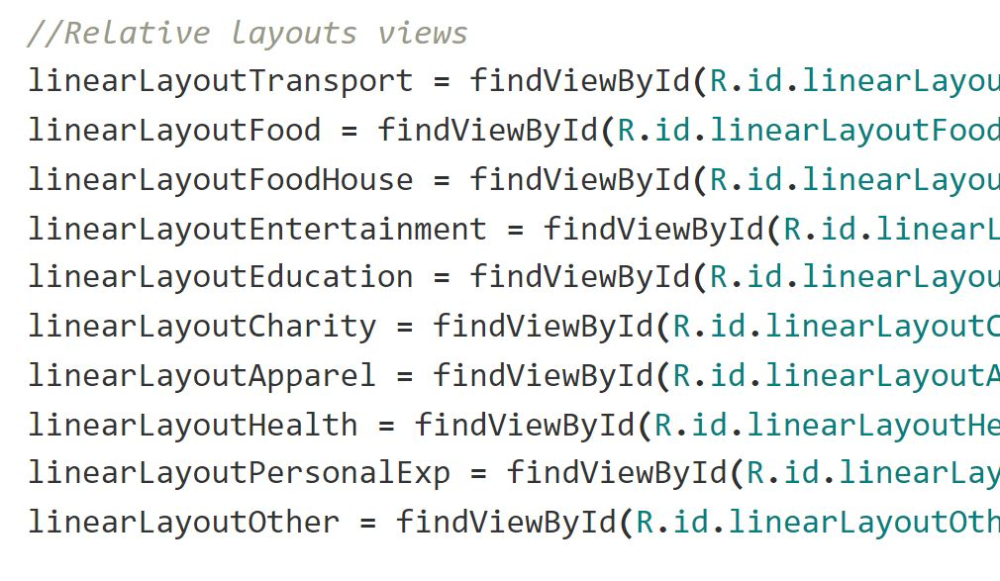 //Relative layouts views
linearLayoutTransport = findViewById(R.id.linearLayou
linearLayoutFood = findViewById(R.id.linearLayoutFood
linearLayoutFoodHouse = findViewById(R.id.linearLayou
linearLayoutEntertainment = findViewById(R.id.linearL
linearLayoutEducation = findViewById(R.id.linearLayou
linearLayoutCharity = findViewById(R.id.linearLayoutC
linearLayoutApparel = findViewById(R.id.linearLayoutA
linearLayoutHealth = findViewById(R.id.linearLayoutHe
linearLayoutPersonalExp = findViewById(R.id.linearLay
linearLayoutOther = findViewById(R.id.linearLayoutOth